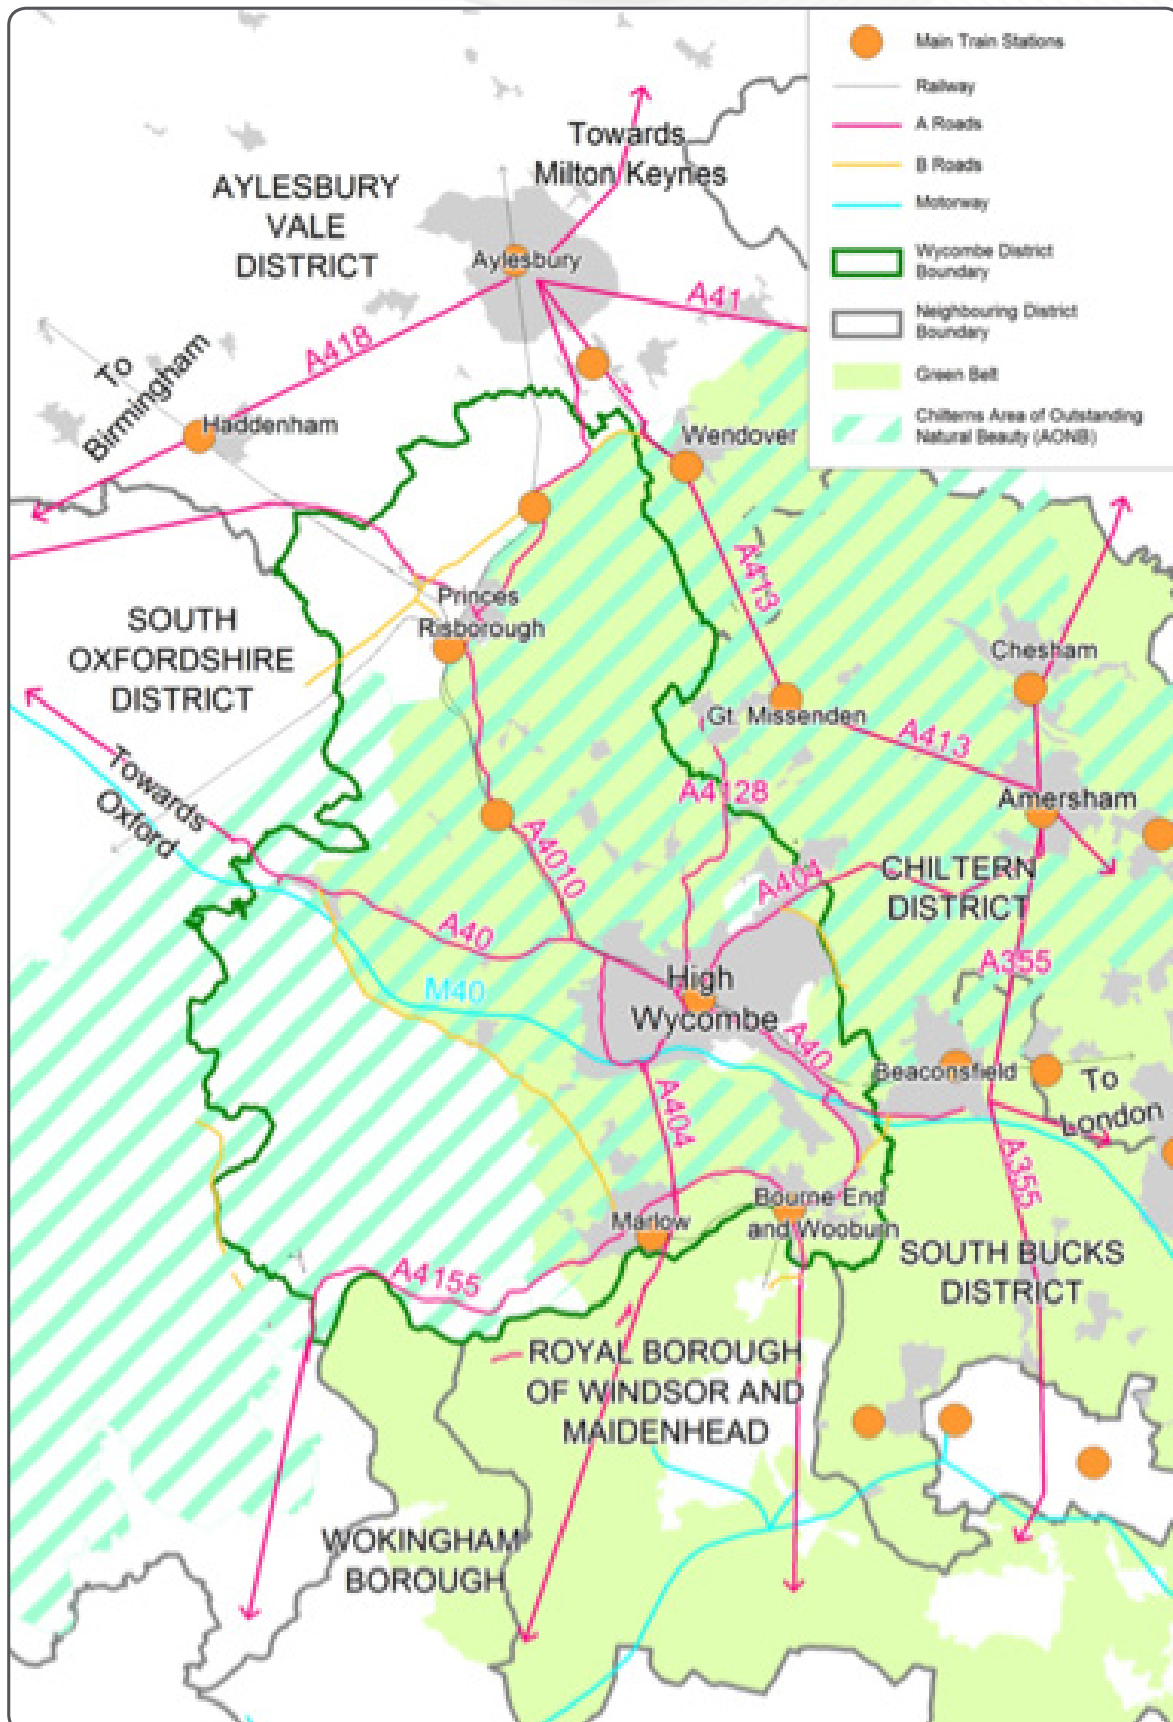 Main Train Stations
Railway
A Roads
B Roads
Motorway
Wycombe District
Boundary
Neighbouring District
Boundary
Green Belt
Chilterns Area of Outstanding
Natural Beauty (AONB)
Towards
Milton Keynes
AYLESBURY
VALE
DISTRICT
Aylesbury
A41
A418
To
Birmingham
Haddenham
Wendover
A413
Princes
Risborough
SOUTH
OXFORDSHIRE
DISTRICT
Chesham
Gt. Missenden
A413
Towards
Oxford
A4128
Amersham
A4010
A404
CHILTERN
DISTRICT
A40
A355
M40
High
Wycombe
A40
Beaconsfield
To
London
A404
A355
Bourne End
and Wooburn
Marlow
A4155
SOUTH BUCKS
DISTRICT
ROYAL BOROUGH
OF WINDSOR AND
MAIDENHEAD
WOKINGHAM
BOROUGH